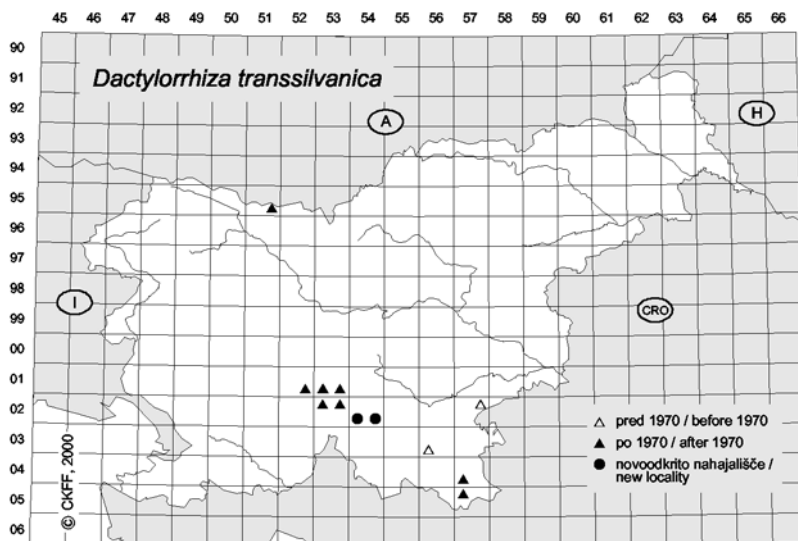 45 46 47 48 49 50 51 52 53 54 55 56 57 58 59 60 61 62 63 64 65 66
90
91
92
93
94
95
96
97
98
99
00
01
02
03
04
05
06
Dactylorrhiza transsilvanica
A
H
I
CRO
pred 1970 / before 1970
po 1970 / after 1970
novoodkrito nahajališče /
new locality
© CKFF, 2000